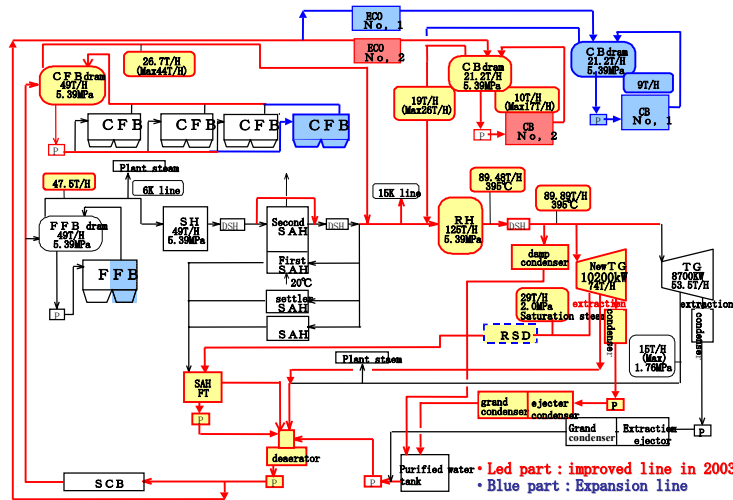 ECO
No, 1
ECO
No, 2
CFB dram
49T/H
5.39MPa
26.7T/H
(Max44T/H)
CB dram
21.2T/H
5.39MPa
CB dram
21.2T/H
5.39MPa
9T/H
19T/H
(Max26T/H)
10T/H
(Max17T/H)
P
CB
No, 1
P
CB
No, 2
CFB
CFB
CFB
CFB
P
Plant steam
47.5T/H
6K line
15K line
89.48T/H
395℃
89.89T/H
395℃
FFB dram
49T/H
5.39MPa
SH
49T/H
5.39MPa
DSH
Second
SAH
DSH
RH
125T/H
5.39MPa
DSH
FFB
P
First
SAH
20℃
settler
SAH
damp
condenser
New TG
10200kW
74T/H
TG
8700KW
53.5T/H
extraction
condenser
extraction
condenser
29T/H
2.0MPa
Saturation steam
RSD
15T/H
(Max)
1.76MPa
Plant staem
SAH
FT
P
grand
condenser
ejecter
condenser
P
Grand
condenser
Extraction
ejector
P
deaerator
P
P
Purified water
tank
SCB
・Led part : improved line in 2003
・Blue part : Expansion line